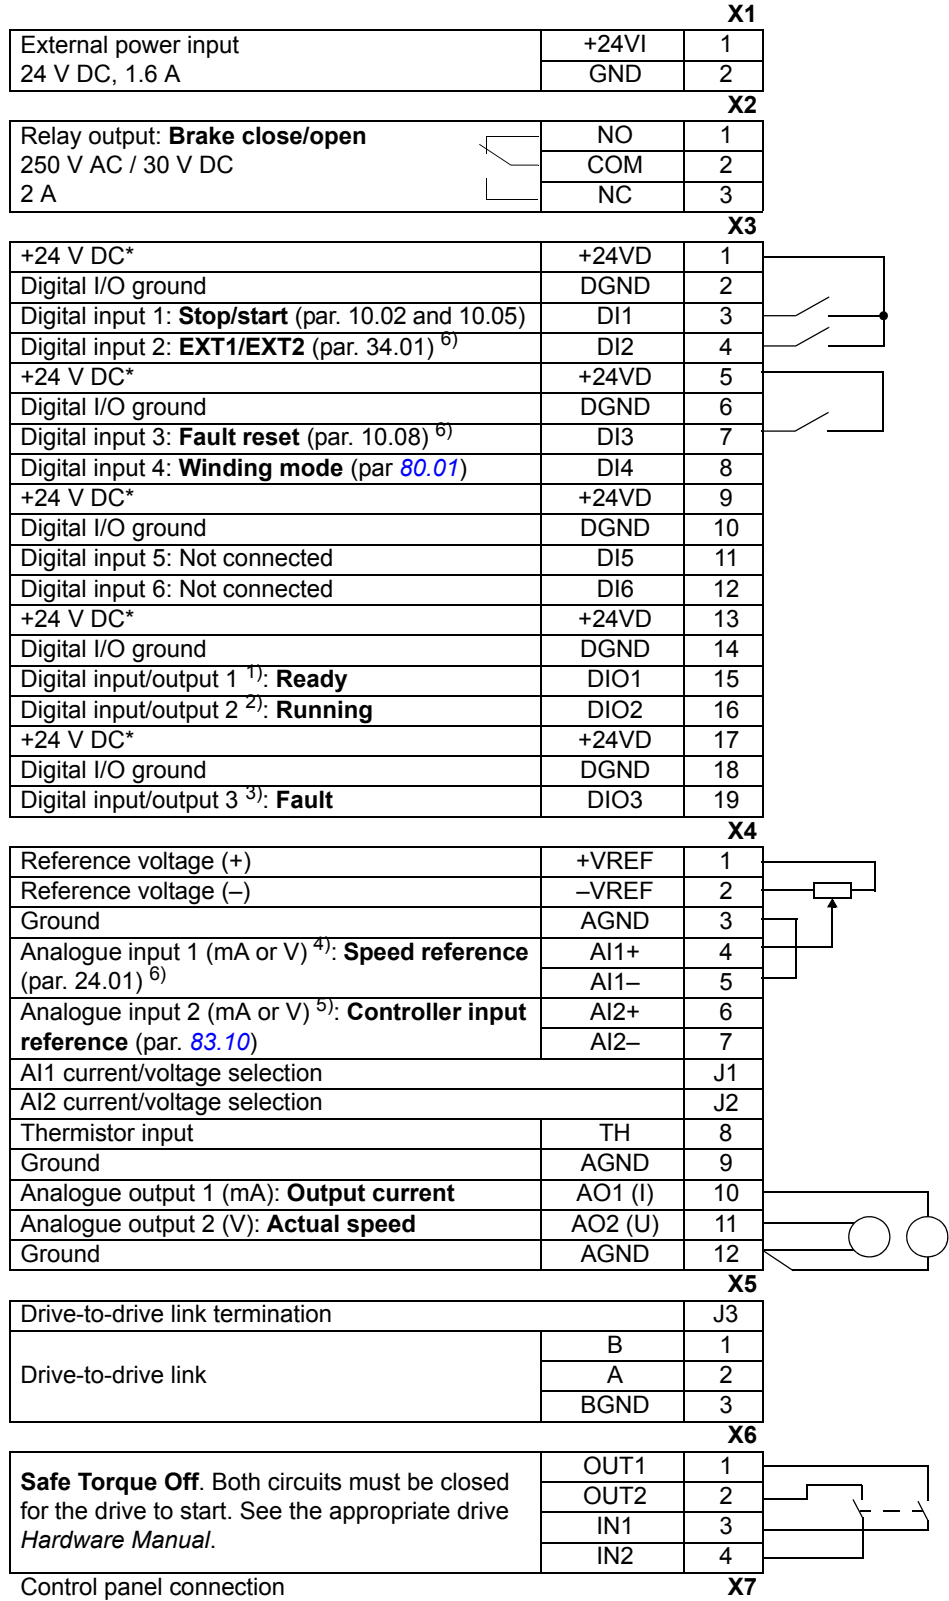 X1
External power input +24VI 1
24 V DC, 1.6 A GND 2
X2
Relay output: Brake close/open NO 1
250 V AC / 30 V DC COM 2
2 A NC 3
X3
+24 V DC* +24VD 1
Digital I/O ground DGND 2
Digital input 1: Stop/start (par. 10.02 and 10.05) DI1 3
Digital input 2: EXT1/EXT2 (par. 34.01) 6) DI2 4
+24 V DC* +24VD 5
Digital I/O ground DGND 6
Digital input 3: Fault reset (par. 10.08) 6) DI3 7
Digital input 4: Winding mode (par 80.01) DI4 8
+24 V DC* +24VD 9
Digital I/O ground DGND 10
Digital input 5: Not connected DI5 11
Digital input 6: Not connected DI6 12
+24 V DC* +24VD 13
Digital I/O ground DGND 14
Digital input/output 1 1): Ready DIO1 15
Digital input/output 2 2): Running DIO2 16
+24 V DC* +24VD 17
Digital I/O ground DGND 18
Digital input/output 3 3): Fault DIO3 19
X4
Reference voltage (+) +VREF 1
Reference voltage (–) –VREF 2
Ground AGND 3
Analogue input 1 (mA or V) 4): Speed reference AI1+ 4
(par. 24.01) 6) AI1– 5
Analogue input 2 (mA or V) 5): Controller input AI2+ 6
reference (par. 83.10) AI2– 7
AI1 current/voltage selection J1
AI2 current/voltage selection J2
Thermistor input TH 8
Ground AGND 9
Analogue output 1 (mA): Output current AO1 (I) 10
Analogue output 2 (V): Actual speed AO2 (U) 11
Ground AGND 12
X5
Drive-to-drive link termination J3
B 1
Drive-to-drive link A 2
BGND 3
X6
OUT1 1
Safe Torque Off. Both circuits must be closed
OUT2 2
for the drive to start. See the appropriate drive
IN1 3
Hardware Manual.
IN2 4
Control panel connection X7